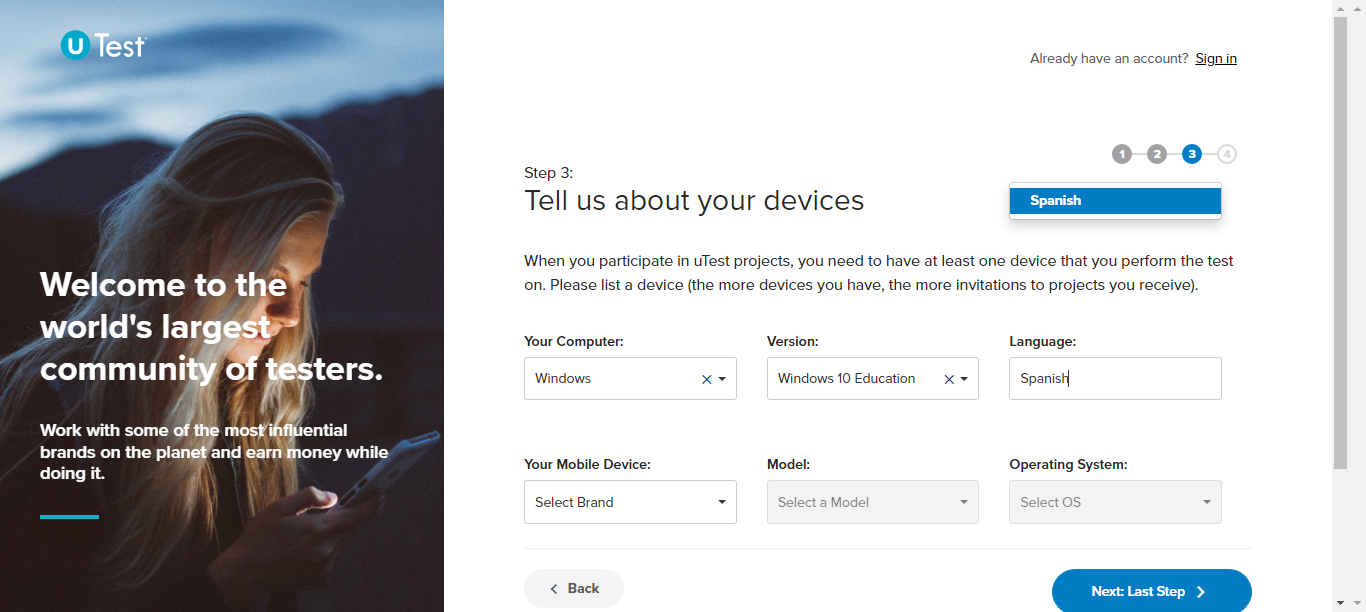 uTest
Already have an account? Sign in
1 2 3 4
Step 3:
Tell us about your devices
Spanish
When you participate in uTest projects, you need to have at least one device that you perform the test
on. Please list a device (the more devices you have, the more invitations to projects you receive).
Welcome to the
world's largest
community of testers.
Work with some of the most influential
brands on the planet and earn money while
doing it.
Your Computer: Version: Language:
Windows Windows 10 Education Spanish
Your Mobile Device: Model: Operating System:
Select Brand Select a Model Select OS
Back Next: Last Step